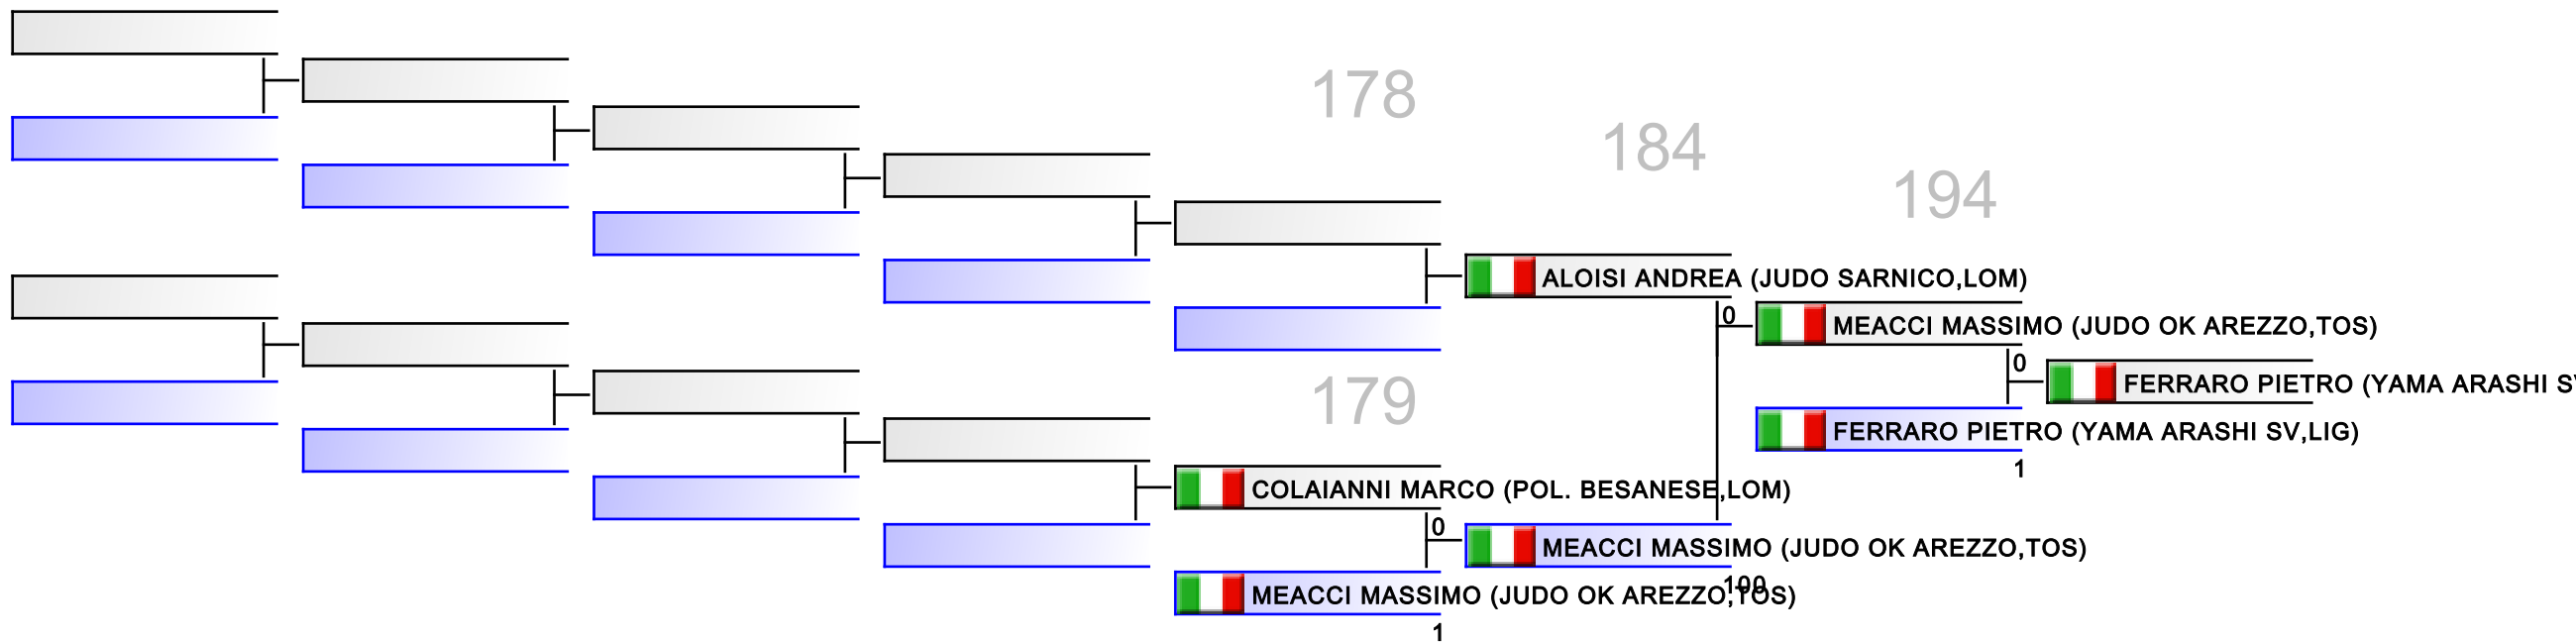 178
184
194
ALOISI ANDREA (JUDO SARNICO,LOM)
0
MEACCI MASSIMO (JUDO OK AREZZO,TOS)
0
FERRARO PIETRO (YAMA ARASHI SV
FERRARO PIETRO (YAMA ARASHI SV,LIG)
1
179
COLAIANNI MARCO (POL. BESANESE,LOM)
0
MEACCI MASSIMO (JUDO OK AREZZO,TOS)
100
MEACCI MASSIMO (JUDO OK AREZZO,TOS)
1